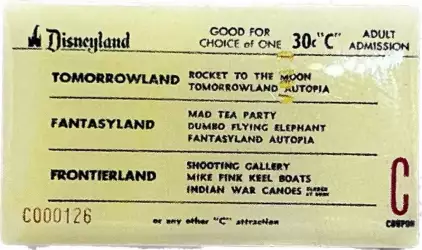 Disneyland
GOOD FOR
CHOICE of ONE
30c "C"
ADULT
ADMISSION
TOMORROWLAND
ROCKET TO THE MOON
TOMORROWLAND AUTOPIA
FANTASYLAND
MAD TEA PARTY
DUMBO FLYING ELEPHANT
FANTASYLAND AUTOPIA
FRONTIERLAND
SHOOTING GALLERY
MIKE FINK KEEL BOATS
INDIAN WAR CANOES
C
COUPON
C000126
or any other "C" attraction